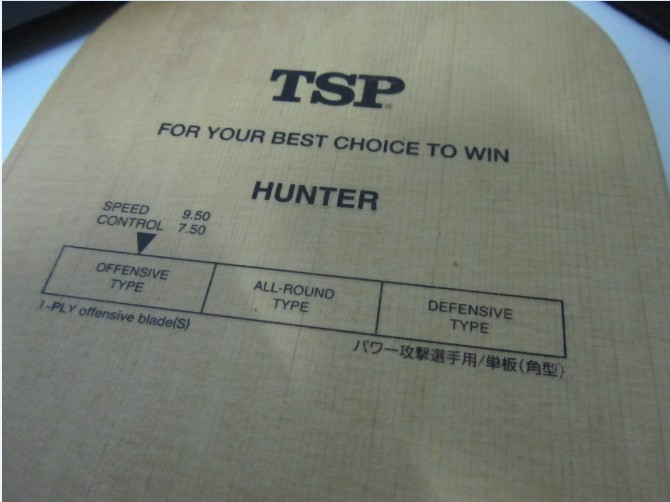 TSP
FOR YOUR BEST CHOICE TO WIN
HUNTER
SPEED 9.50
CONTROL 7.50
OFFENSIVE
TYPE
ALL-ROUND
TYPE
DEFENSIVE
TYPE
1-PLY offensive blade(S)
パワー攻撃選手用/単板(角型)